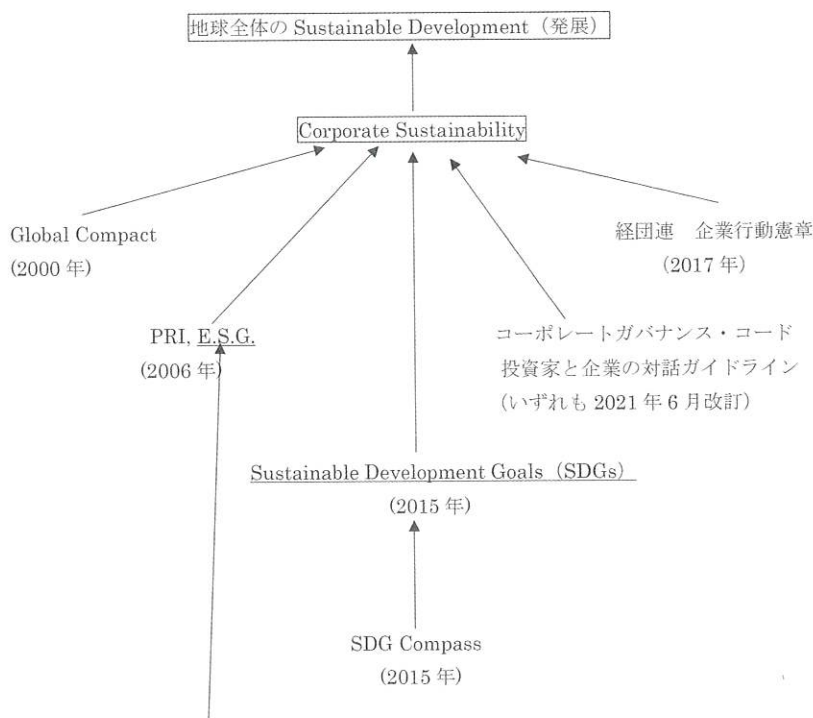 地球全体の Sustainable Development（発展）
Corporate Sustainability
Global Compact
(2000 年)
経団連　企業行動憲章
（2017 年）
PRI, E.S.G.
(2006 年)
コーポレートガバナンス・コード
投資家と企業の対話ガイドライン
(いずれも 2021 年 6 月改訂)
Sustainable Development Goals（SDGs）
(2015 年)
SDG Compass
(2015 年)